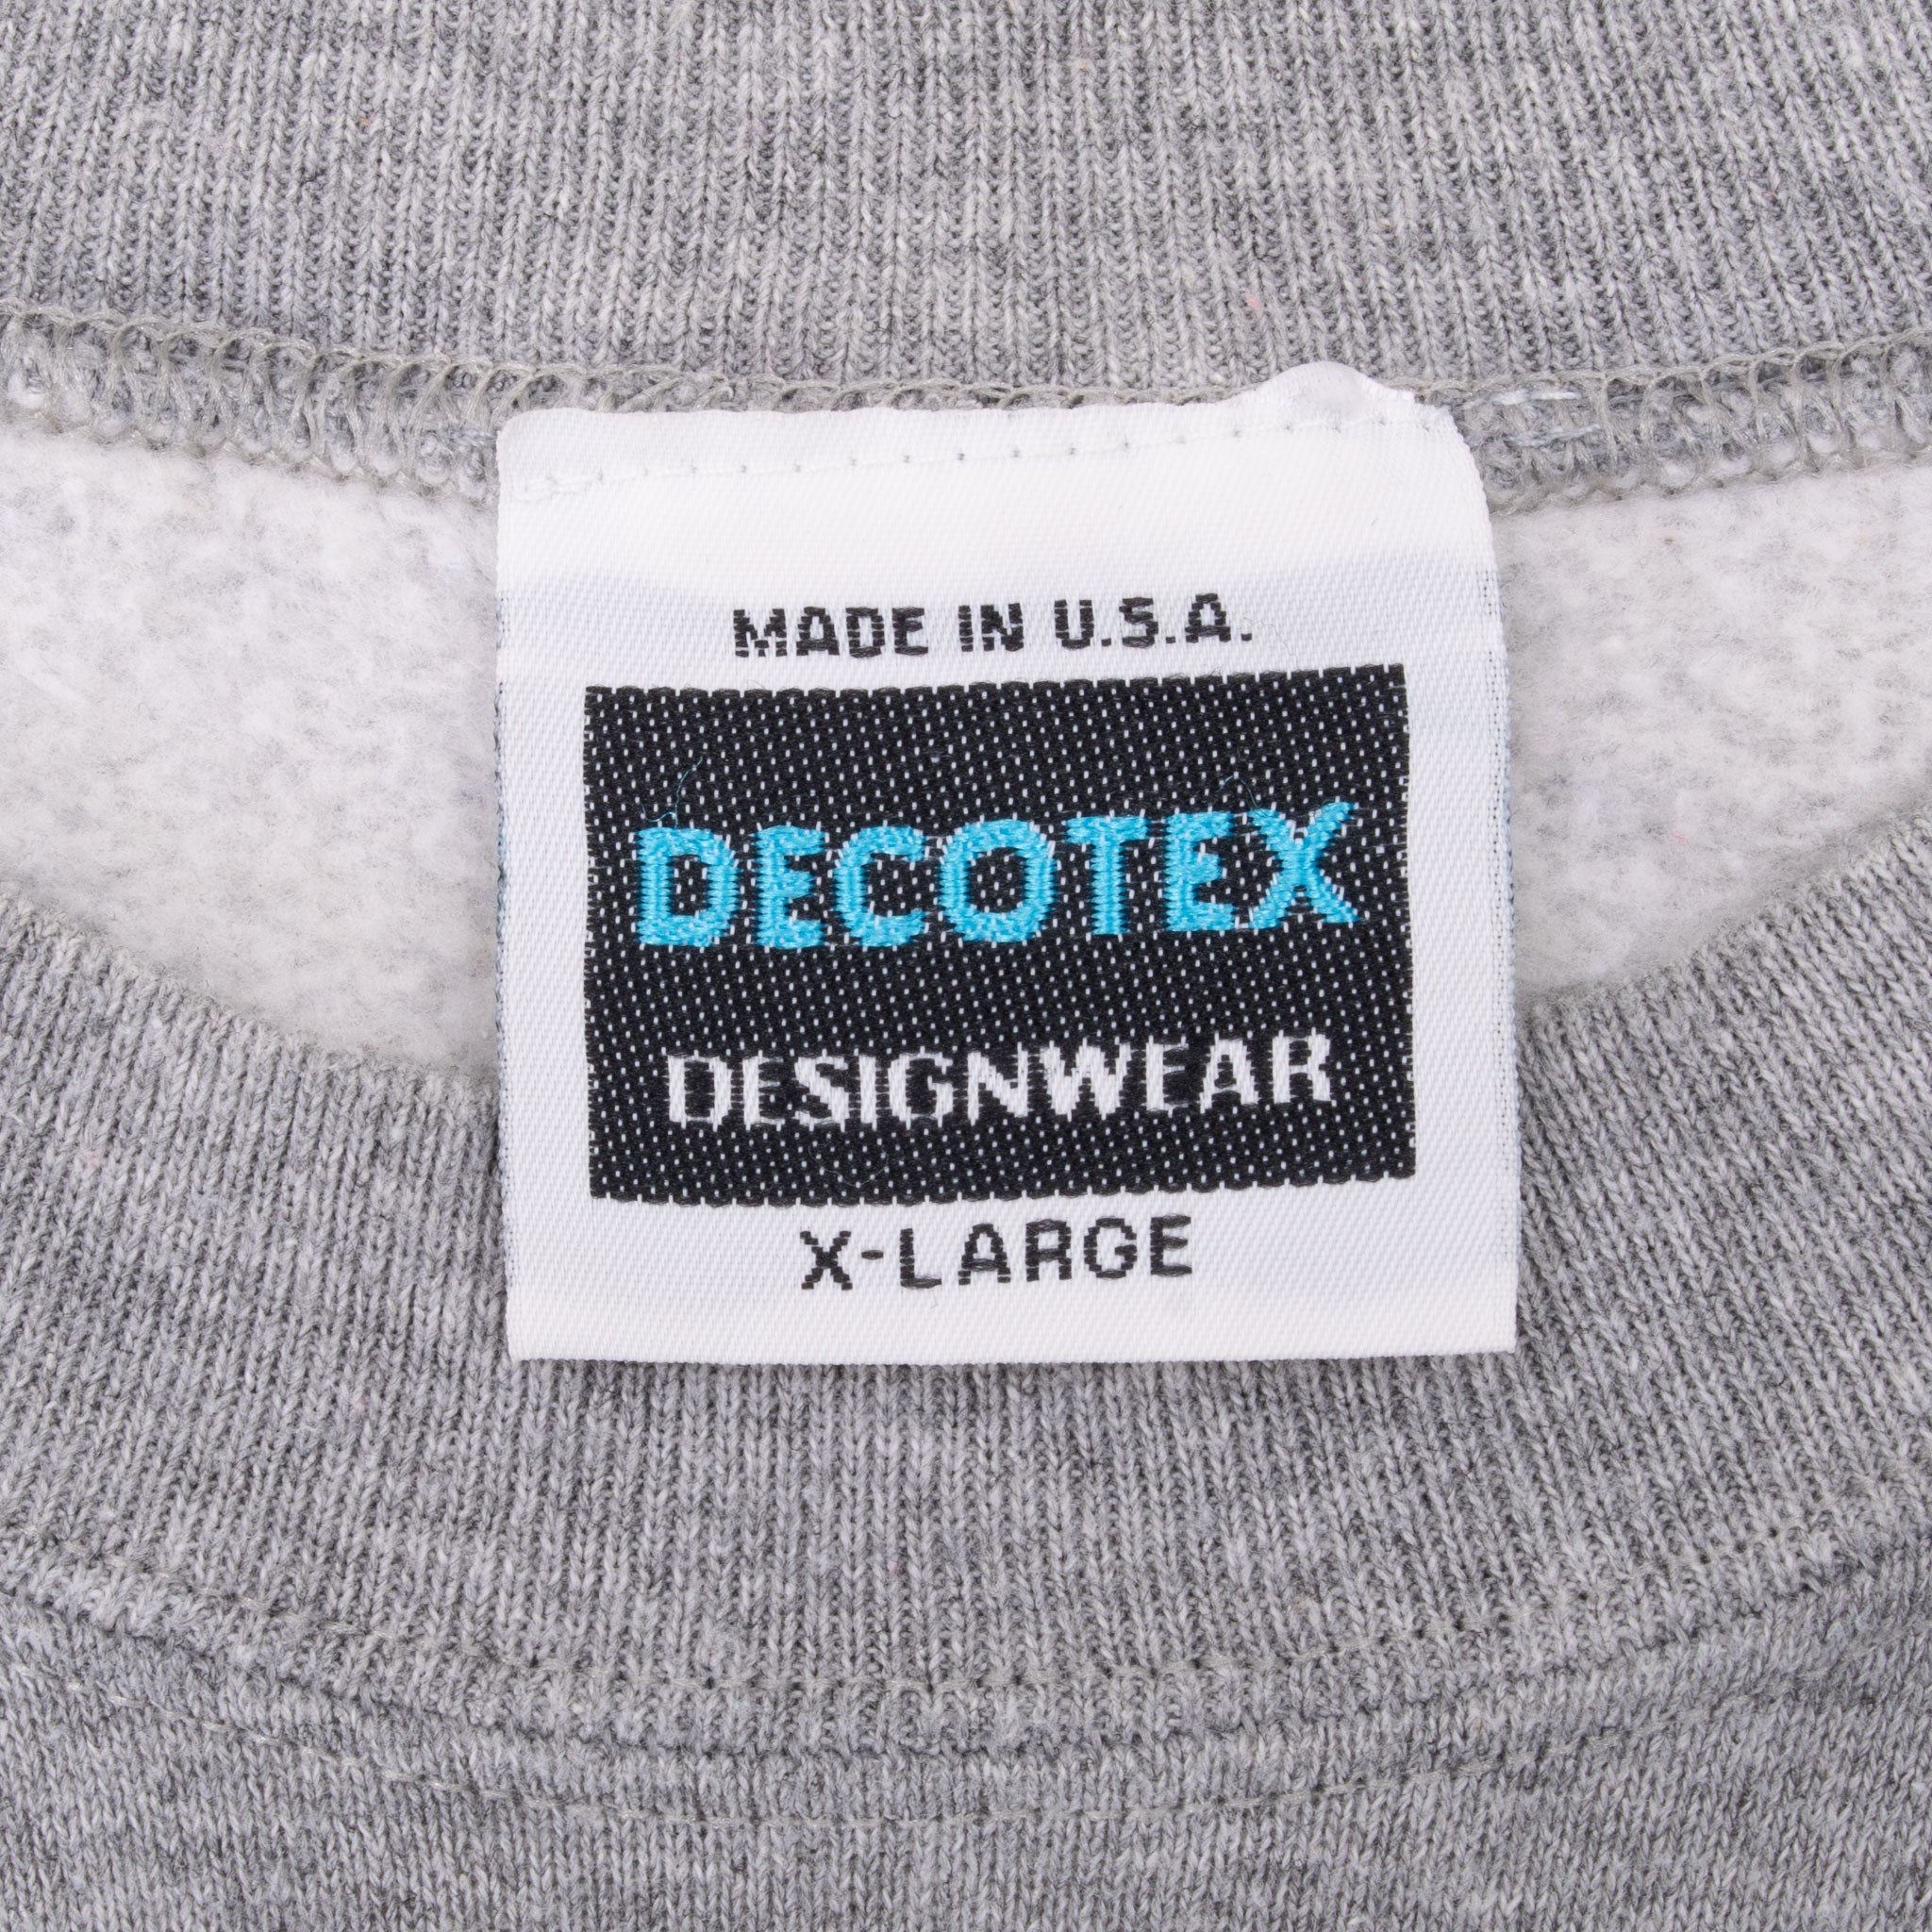 MADE IN U.S.A.
DECOTEX
DESIGNWEAR
X-LARGE